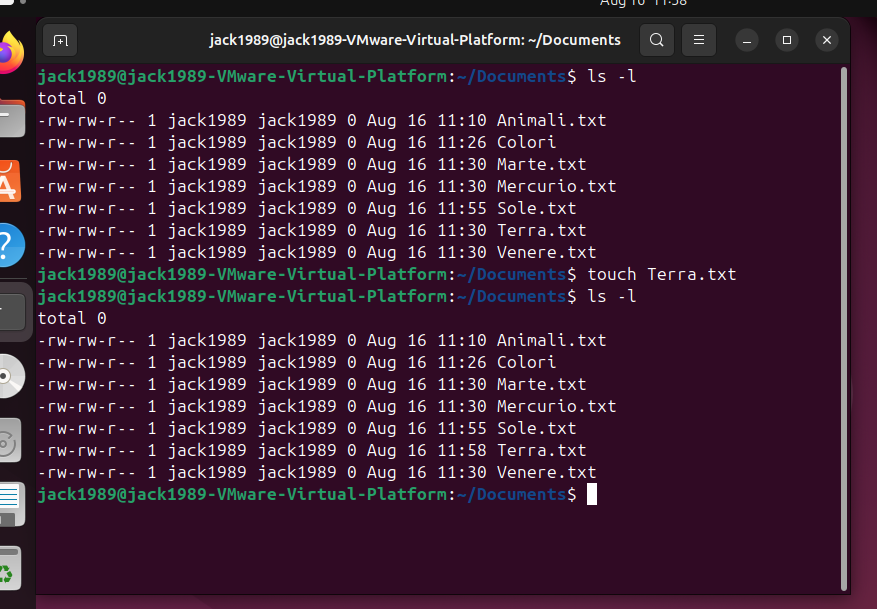 Aug 16 11:58
jack1989@jack1989-VMware-Virtual-Platform: ~/Documents
jack1989@jack1989-VMware-Virtual-Platform:~/Documents$ ls -l
total 0
-rw-rw-r-- 1 jack1989 jack1989 0 Aug 16 11:10 Animali.txt
-rw-rw-r-- 1 jack1989 jack1989 0 Aug 16 11:26 Colori
-rw-rw-r-- 1 jack1989 jack1989 0 Aug 16 11:30 Marte.txt
-rw-rw-r-- 1 jack1989 jack1989 0 Aug 16 11:30 Mercurio.txt
-rw-rw-r-- 1 jack1989 jack1989 0 Aug 16 11:55 Sole.txt
-rw-rw-r-- 1 jack1989 jack1989 0 Aug 16 11:30 Terra.txt
-rw-rw-r-- 1 jack1989 jack1989 0 Aug 16 11:30 Venere.txt
jack1989@jack1989-VMware-Virtual-Platform:~/Documents$ touch Terra.txt
jack1989@jack1989-VMware-Virtual-Platform:~/Documents$ ls -l
total 0
-rw-rw-r-- 1 jack1989 jack1989 0 Aug 16 11:10 Animali.txt
-rw-rw-r-- 1 jack1989 jack1989 0 Aug 16 11:26 Colori
-rw-rw-r-- 1 jack1989 jack1989 0 Aug 16 11:30 Marte.txt
-rw-rw-r-- 1 jack1989 jack1989 0 Aug 16 11:30 Mercurio.txt
-rw-rw-r-- 1 jack1989 jack1989 0 Aug 16 11:55 Sole.txt
-rw-rw-r-- 1 jack1989 jack1989 0 Aug 16 11:58 Terra.txt
-rw-rw-r-- 1 jack1989 jack1989 0 Aug 16 11:30 Venere.txt
jack1989@jack1989-VMware-Virtual-Platform:~/Documents$